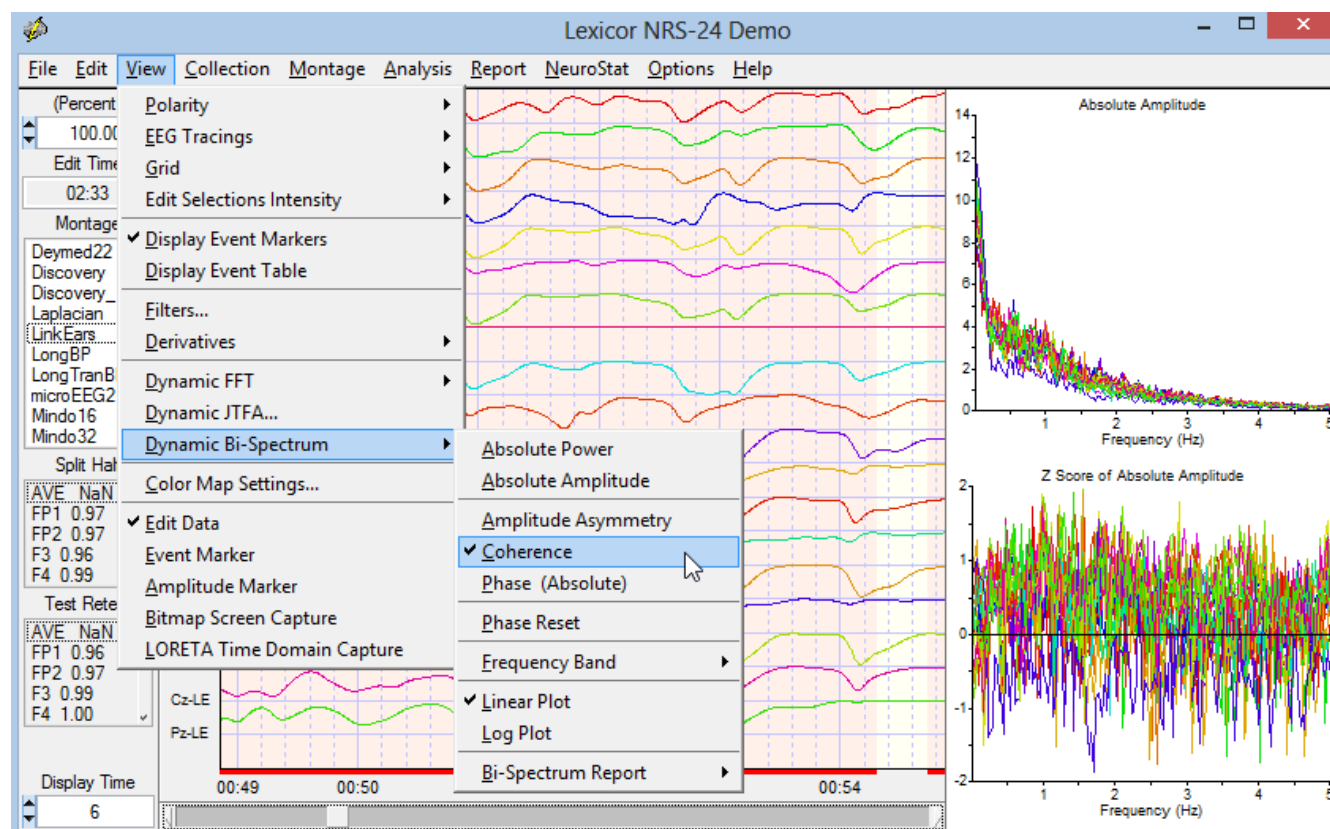 Lexicor NRS-24 Demo
File Edit View Collection Montage Analysis Report NeuroStat Options Help
(Percent
100.00
Edit Time
02:33
Montage
Deymed22
Discovery
Discovery_
Laplacian
LinkEars
LongBP
LongTranB
microEEG2
Mindo16
Mindo32
Split Hal
AVE NaN
FP1 0.97
FP2 0.97
F3 0.96
F4 0.99
Test Rete
AVE NaN
FP1 0.96
FP2 0.97
F3 0.99
F4 1.00
Display Time
6
Polarity
EEG Tracings
Grid
Edit Selections Intensity
Display Event Markers
Display Event Table
Filters...
Derivatives
Dynamic FFT
Dynamic JTFA...
Dynamic Bi-Spectrum
Color Map Settings...
Edit Data
Event Marker
Amplitude Marker
Bitmap Screen Capture
LORETA Time Domain Capture
Absolute Power
Absolute Amplitude
Amplitude Asymmetry
Coherence
Phase (Absolute)
Phase Reset
Frequency Band
Linear Plot
Log Plot
Bi-Spectrum Report
Cz-LE
Pz-LE
00:49 00:50 00:54
Absolute Amplitude
14
12
10
8
6
4
2
0
1 2 3 4 5
Frequency (Hz)
Z Score of Absolute Amplitude
2
1
0
-1
-2
1 2 3 4 5
Frequency (Hz)